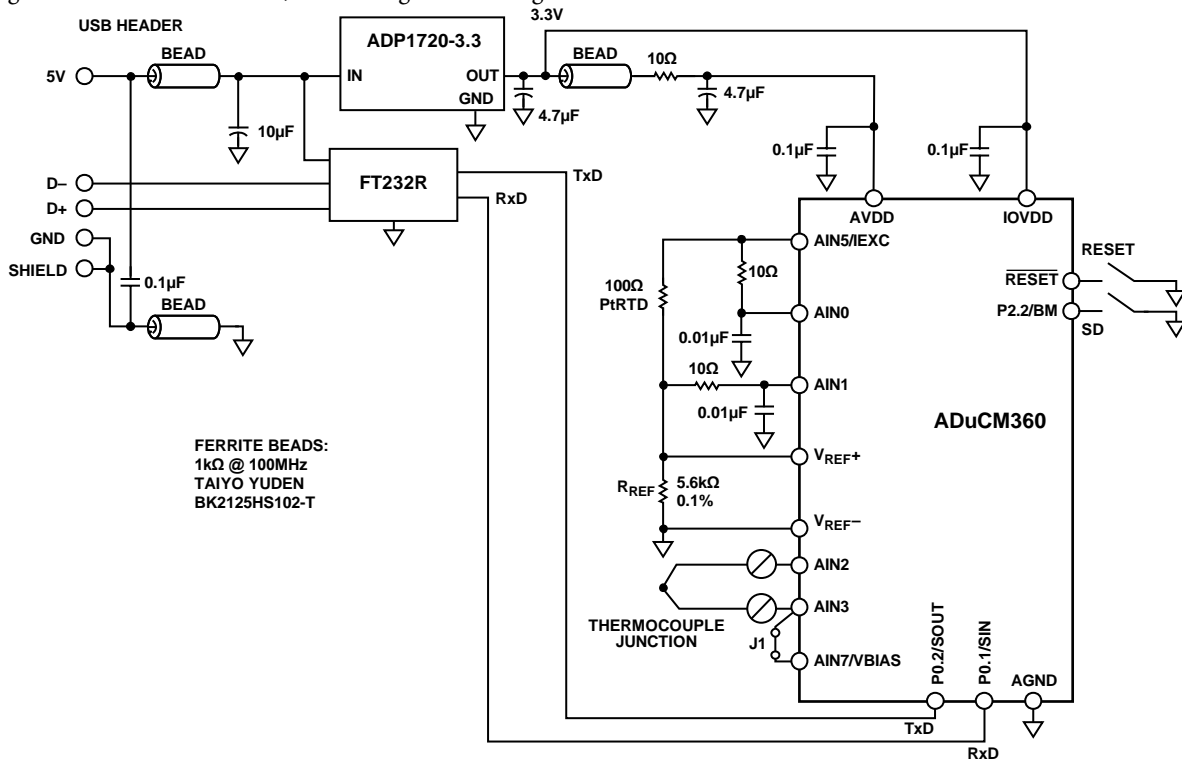 3.3V
USB HEADER
BEAD
ADP1720-3.3
BEAD
10Ω
5V
IN
OUT
GND
4.7µF
4.7µF
10µF
0.1µF
0.1µF
FT232R
TxD
RxD
D–
D+
GND
SHIELD
0.1µF
BEAD
AVDD
IOVDD
AIN5/IEXC
RESET
RESET
10Ω
100Ω
PtRTD
AIN0
P2.2/BM
SD
0.01µF
10Ω
AIN1
0.01µF
ADuCM360
FERRITE BEADS:
1kΩ @ 100MHz
TAIYO YUDEN
BK2125HS102-T
VREF+
RREF
5.6kΩ
0.1%
VREF–
AIN2
AIN3
THERMOCOUPLE
JUNCTION
J1
AIN7/VBIAS
P0.2/SOUT
P0.1/SIN
AGND
TxD
RxD